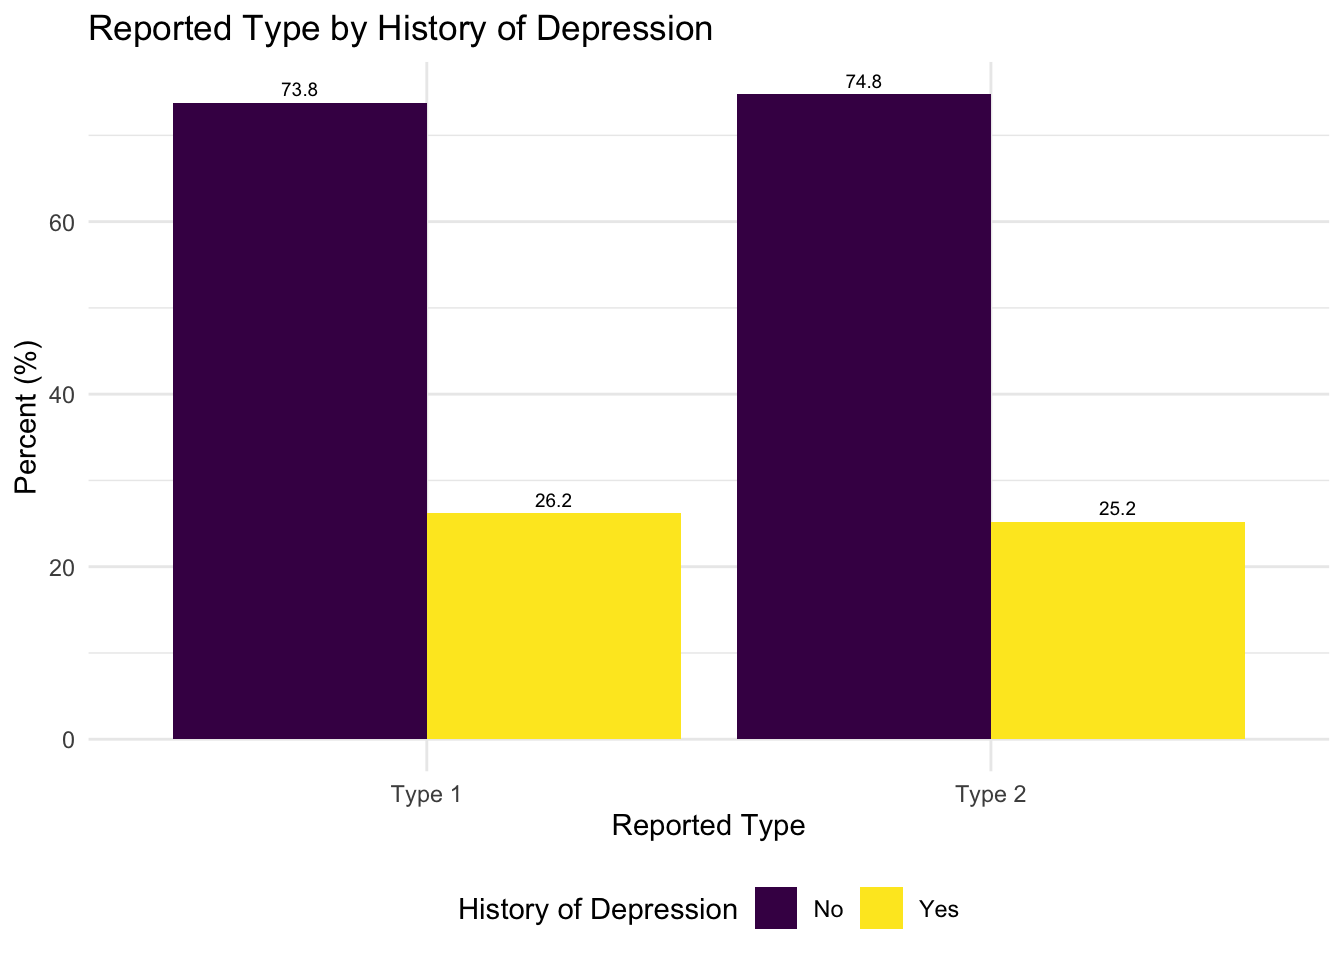 Reported Type by History of Depression
73.8
74.8
60
Percent (%)
40
26.2
25.2
20
0
Type 1
Type 2
Reported Type
History of Depression No Yes